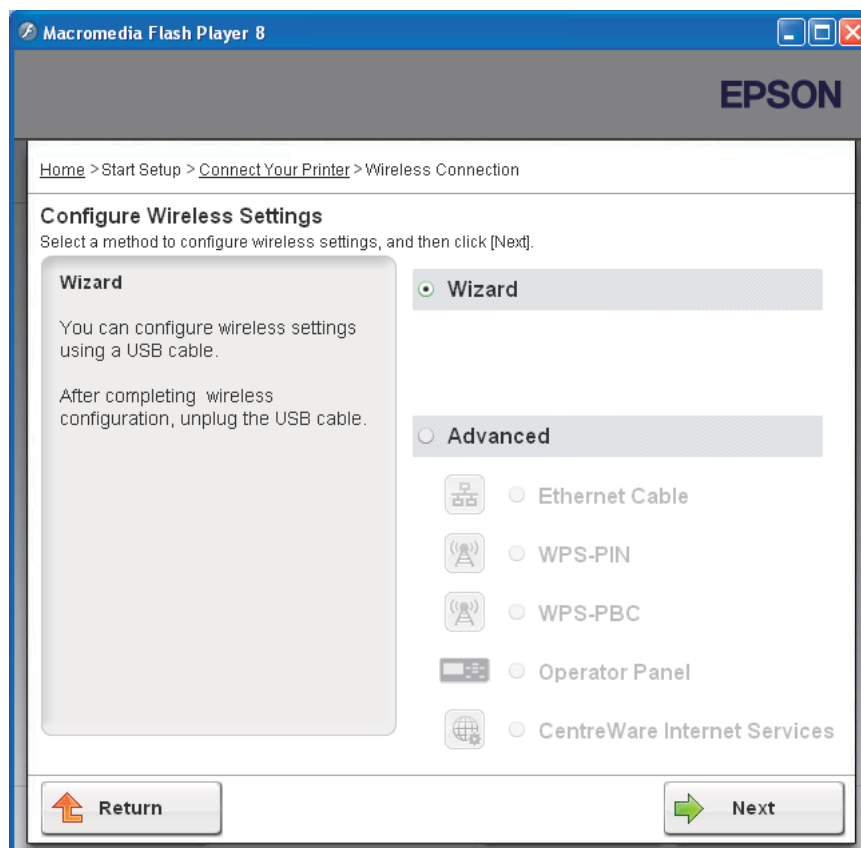 Macromedia Flash Player 8
EPSON
Home > Start Setup > Connect Your Printer > Wireless Connection
Configure Wireless Settings
Select a method to configure wireless settings, and then click [Next].
Wizard
You can configure wireless settings
using a USB cable.
After completing wireless
configuration, unplug the USB cable.
Wizard
Advanced
Ethernet Cable
WPS-PIN
WPS-PBC
Operator Panel
CentreWare Internet Services
Return
Next